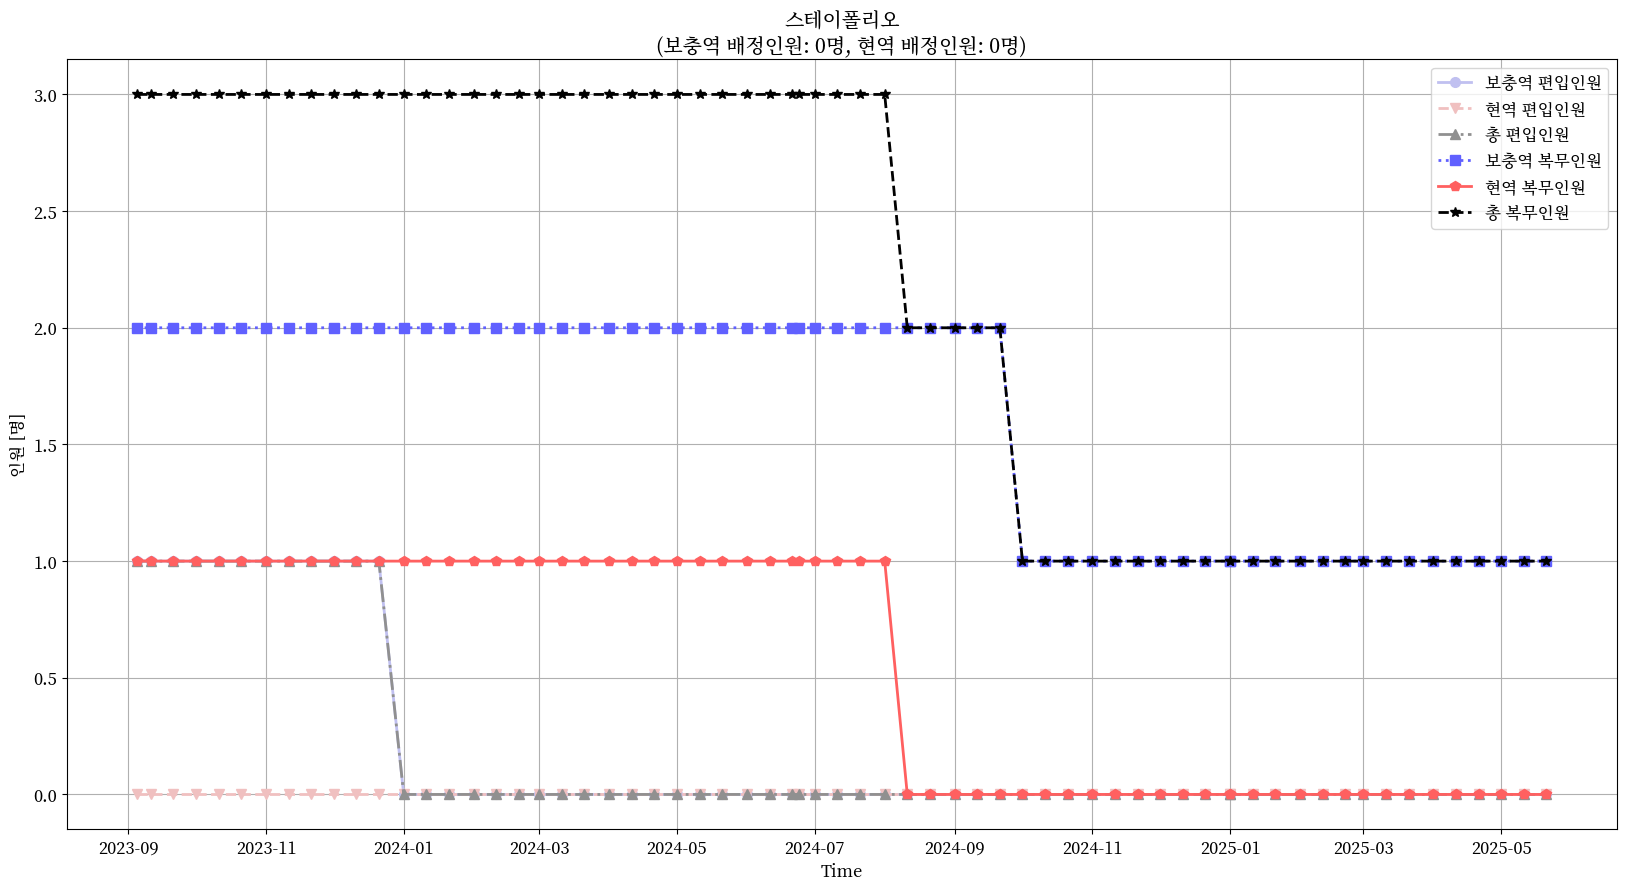 스테이폴리오
(보충역 배정인원: 0명, 현역 배정인원: 0명)
보충역 편입인원
현역 편입인원
총 편입인원
보충역 복무인원
현역 복무인원
총 복무인원
인원 [명]
3.0
2.5
2.0
1.5
1.0
0.5
0.0
2023-09
2023-11
2024-01
2024-03
2024-05
2024-07
2024-09
2024-11
2025-01
2025-03
2025-05
Time